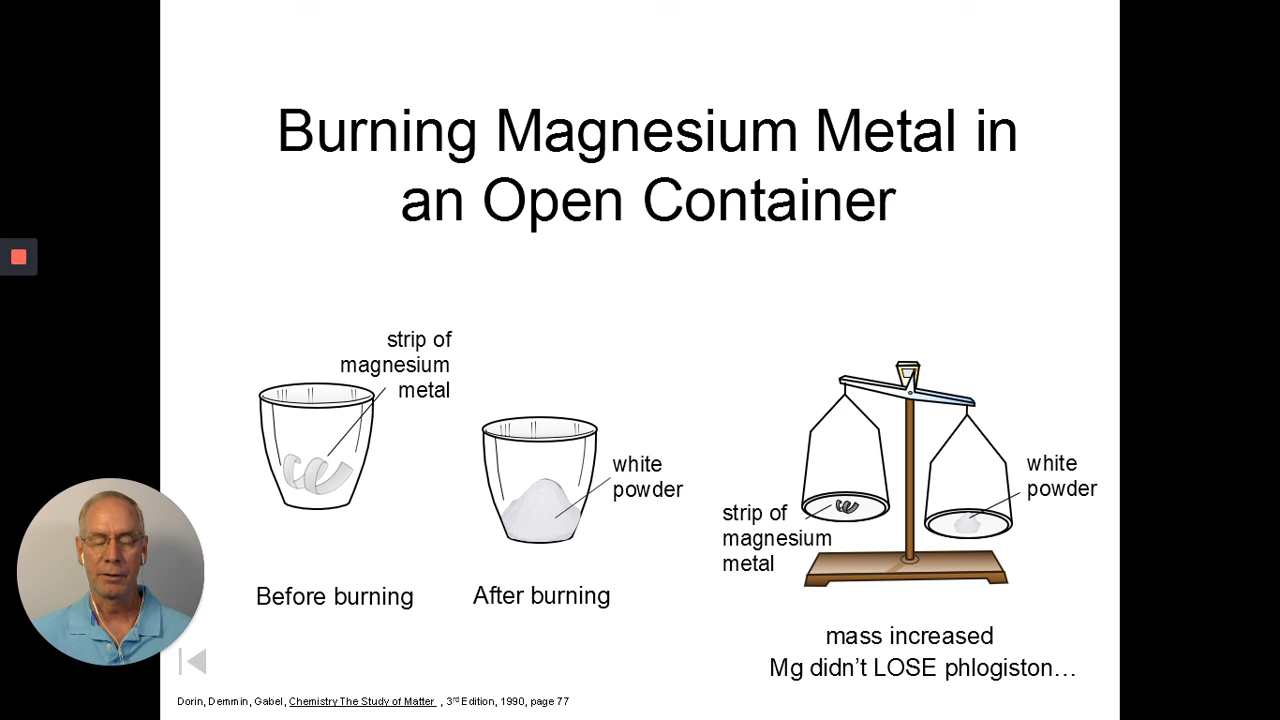 Burning Magnesium Metal in
an Open Container
strip of
magnesium
metal
white
powder
Before burning
After burning
strip of
magnesium
metal
white
powder
mass increased
Mg didn’t LOSE phlogiston…
Dorin, Demmin, Gabel, Chemistry The Study of Matter , 3rd Edition, 1990, page 77